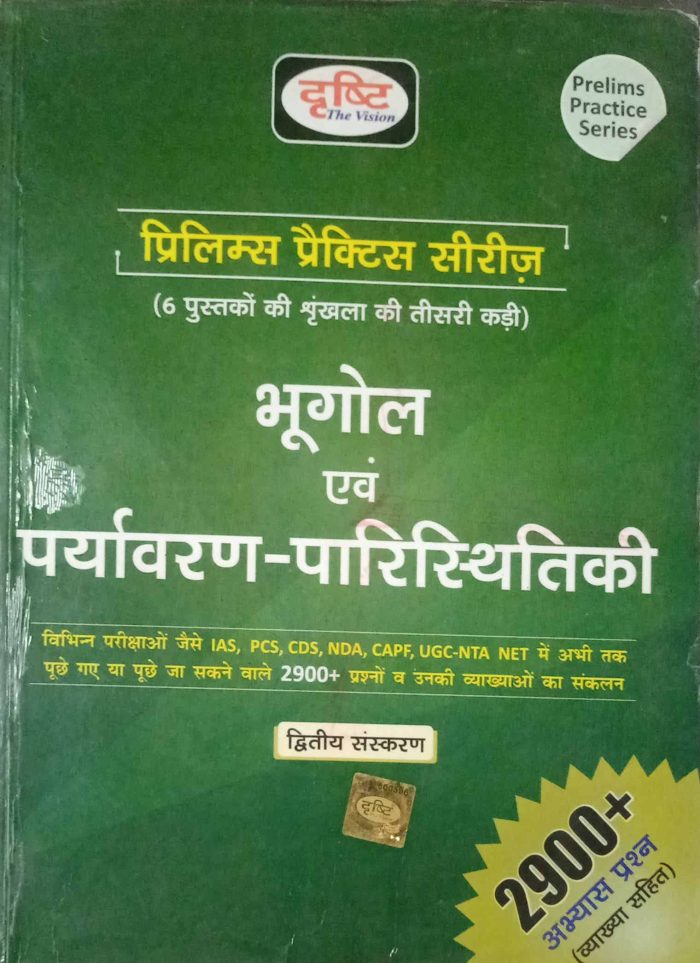 दृष्टि
The Vision
Prelims
Practice
Series
प्रिलिम्स प्रैक्टिस सीरीज़
(6 पुस्तकों की शृंखला की तीसरी कड़ी)
भूगोल
एवं
पर्यावरण-पारिस्थितिकी
विभिन्न परीक्षाओं जैसे IAS, PCS, CDS, NDA, CAPF, UGC-NTA NET में अभी तक
पूछे गए या पूछे जा सकने वाले 2900+ प्रश्नों व उनकी व्याख्याओं का संकलन
द्वितीय संस्करण
दृष्टि
2900+
अभ्यास प्रश्न
(व्याख्या सहित)